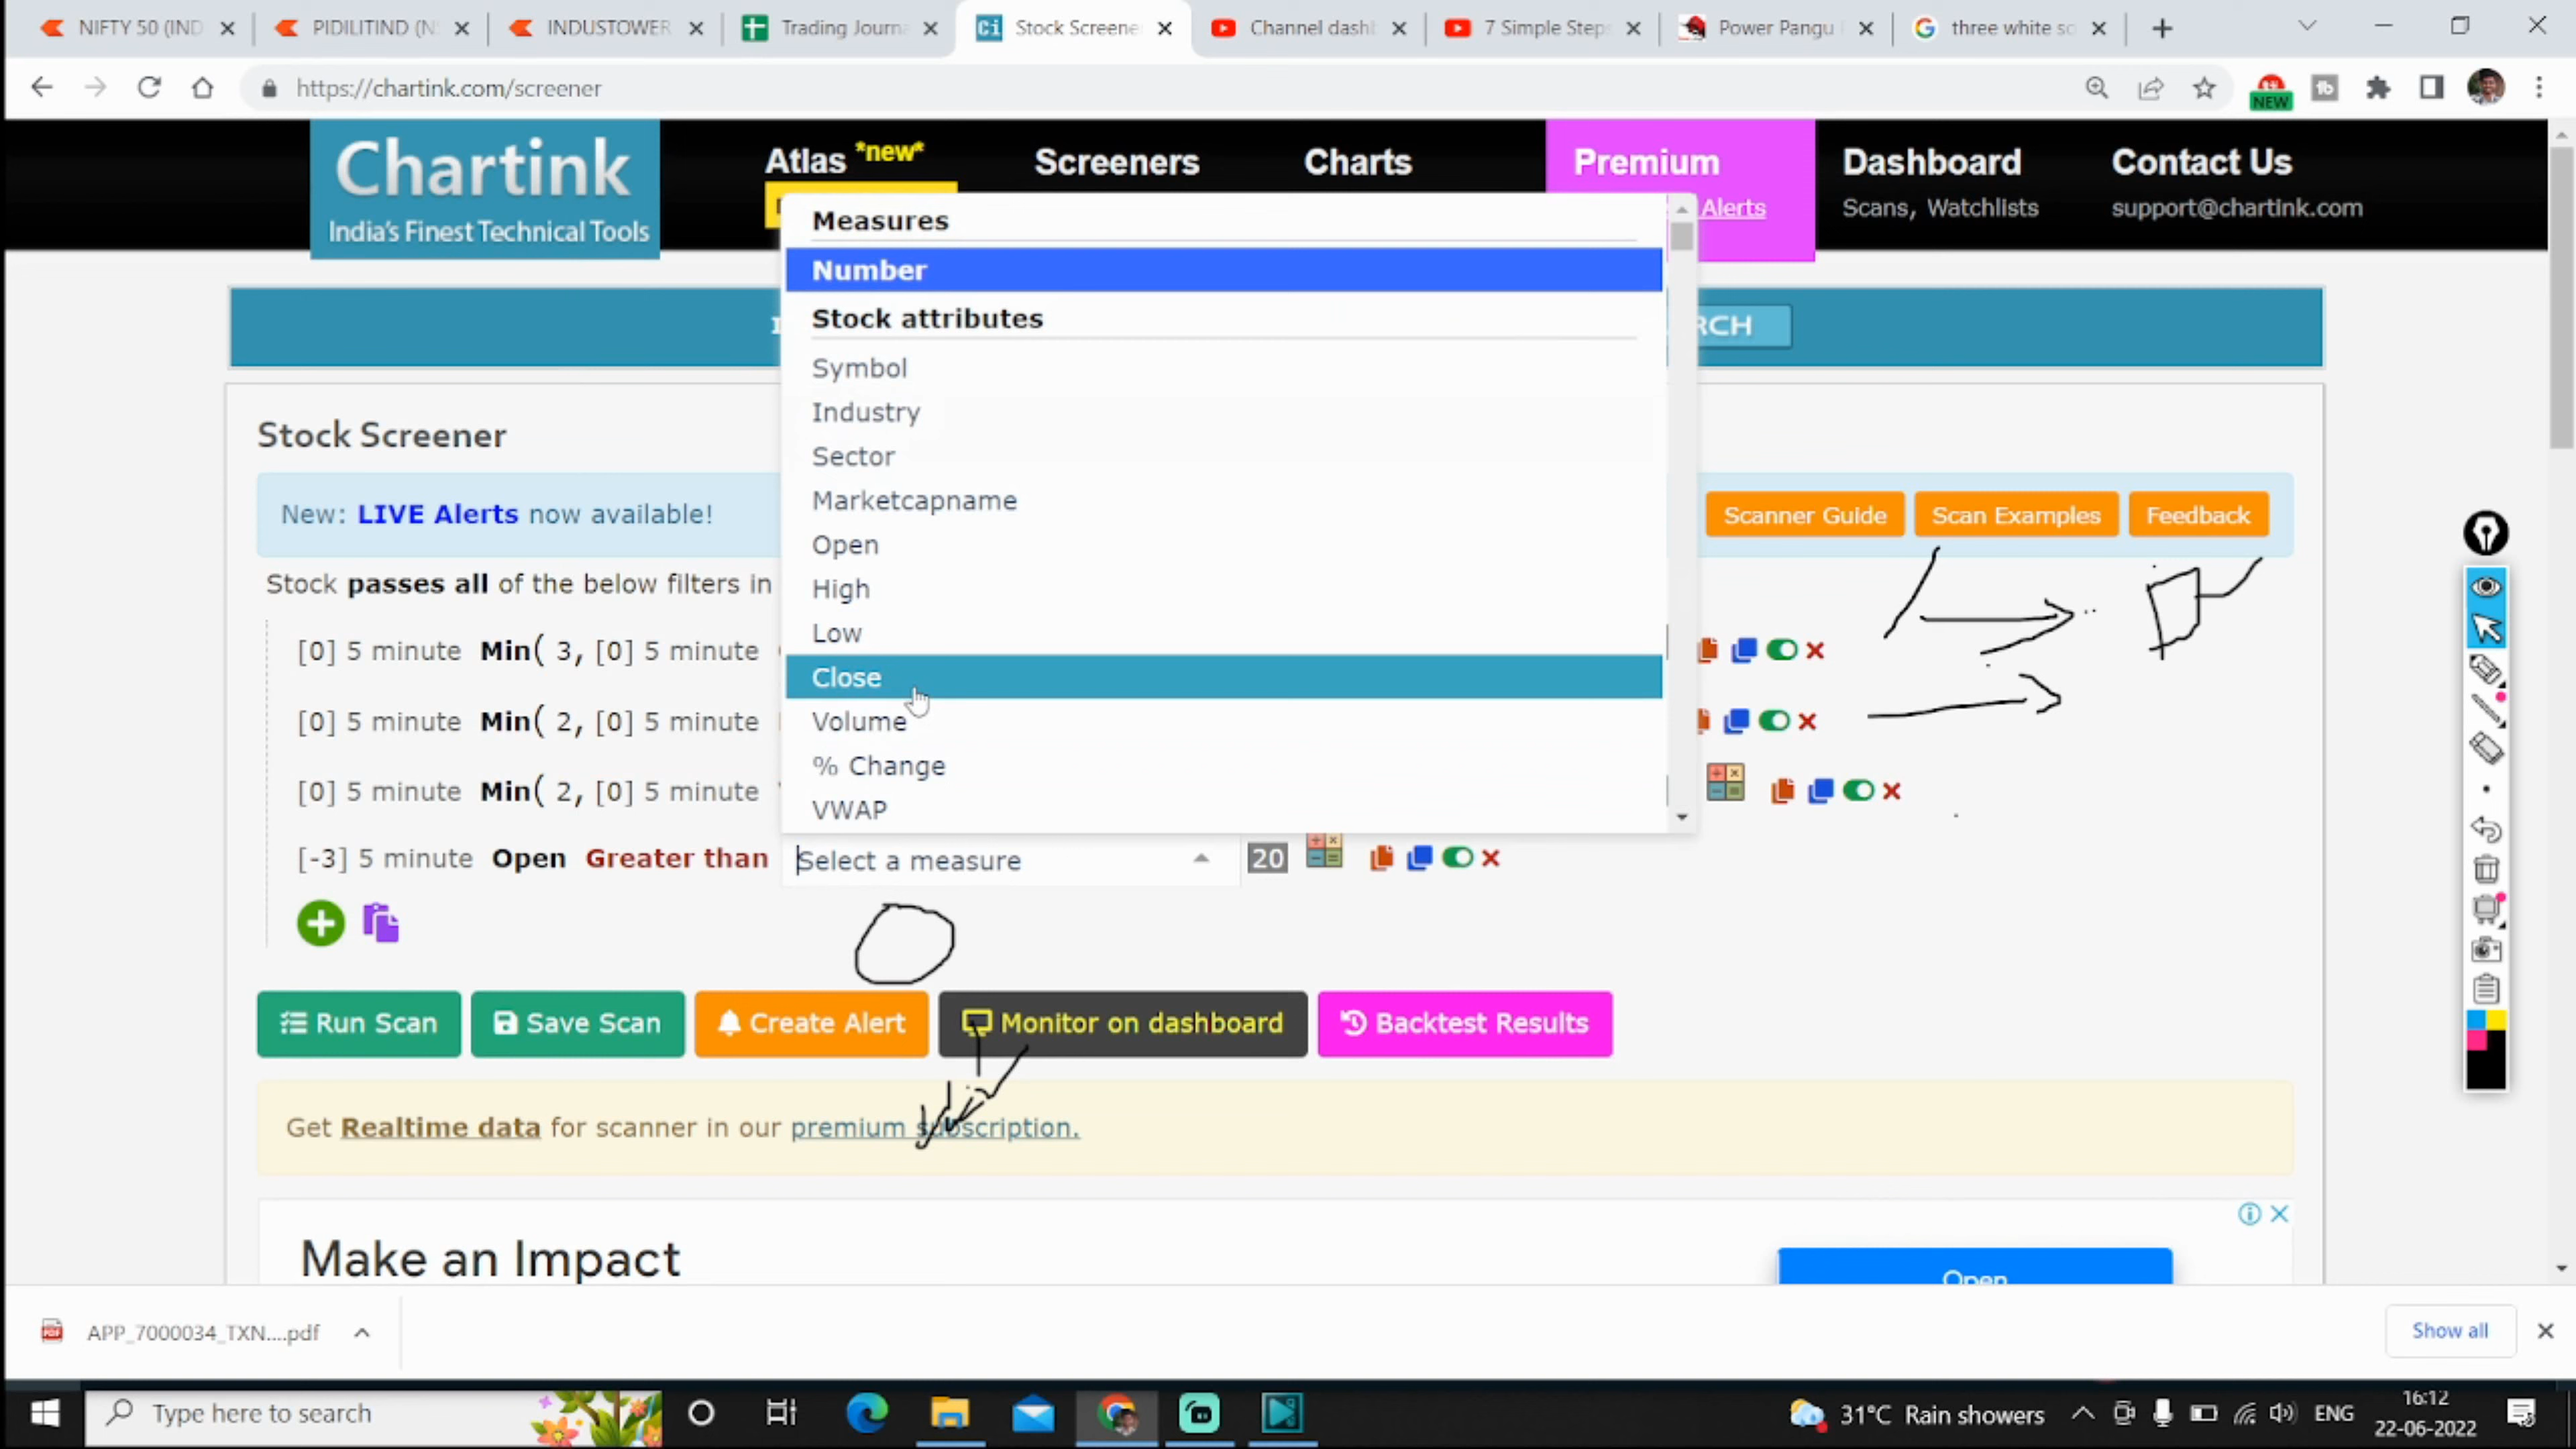 NIFTY 50 (IND
PIDILITIND (N
INDUSTOWER
Trading Journa
Stock Screene
Channel dashb
7 Simple Steps
Power Pangu
three white so
https://chartink.com/screener
NEW
Chartink
India's Finest Technical Tools
Atlas *new*
Screeners
Charts
Premium
Alerts
Dashboard
Scans, Watchlists
Contact Us
support@chartink.com
Measures
Number
Stock attributes
Symbol
Industry
Sector
Marketcapname
Open
High
Low
Close
Volume
% Change
VWAP
RCH
Stock Screener
New: LIVE Alerts now available!
Scanner Guide
Scan Examples
Feedback
Stock passes all of the below filters in
[0] 5 minute Min( 3, [0] 5 minute
[0] 5 minute Min( 2, [0] 5 minute
[0] 5 minute Min( 2, [0] 5 minute
[-3] 5 minute Open Greater than Select a measure 20
Run Scan
Save Scan
Create Alert
Monitor on dashboard
Backtest Results
Get Realtime data for scanner in our premium subscription.
Make an Impact
Open
APP_7000034_TXN....pdf
Show all
Type here to search
31°C Rain showers
ENG
16:12
22-06-2022